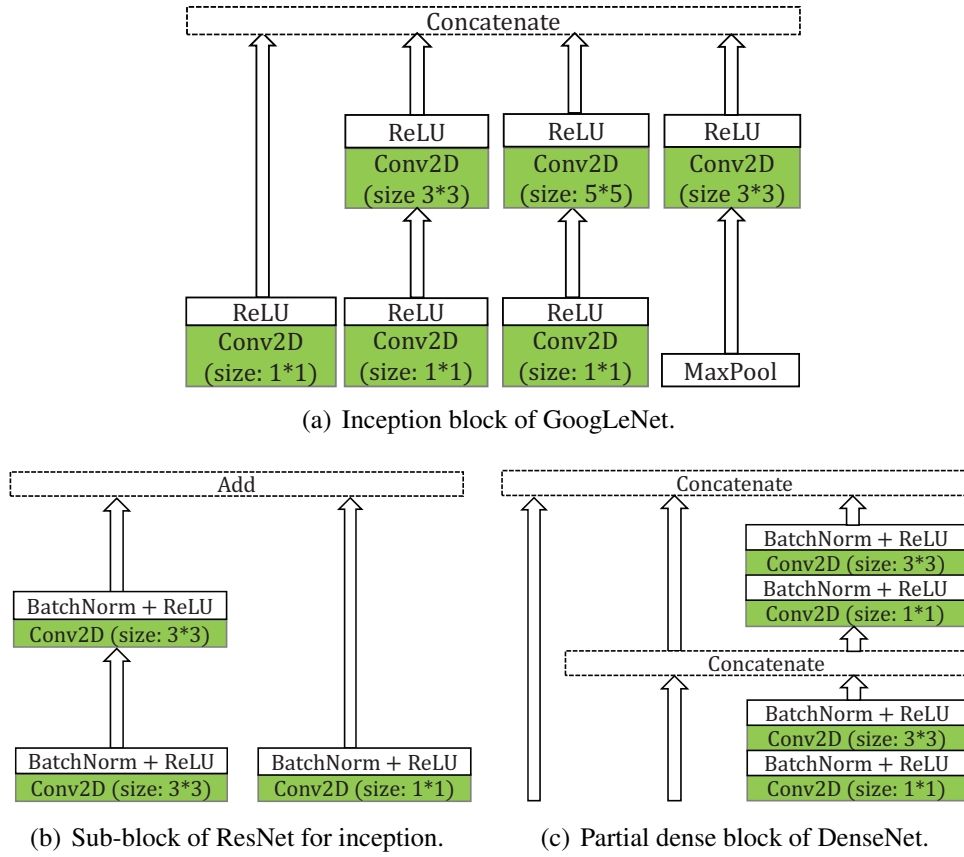 Concatenate
ReLU
Conv2D
(size 3*3)
ReLU
Conv2D
(size: 5*5)
ReLU
Conv2D
(size 3*3)
ReLU
Conv2D
(size: 1*1)
ReLU
Conv2D
(size: 1*1)
ReLU
Conv2D
(size: 1*1)
MaxPool
(a) Inception block of GoogLeNet.
Add
BatchNorm + ReLU
Conv2D (size: 3*3)
BatchNorm + ReLU
Conv2D (size: 3*3)
BatchNorm + ReLU
Conv2D (size: 1*1)
(b) Sub-block of ResNet for inception.
Concatenate
BatchNorm + ReLU
Conv2D (size: 3*3)
BatchNorm + ReLU
Conv2D (size: 1*1)
Concatenate
BatchNorm + ReLU
Conv2D (size: 3*3)
BatchNorm + ReLU
Conv2D (size: 1*1)
(c) Partial dense block of DenseNet.